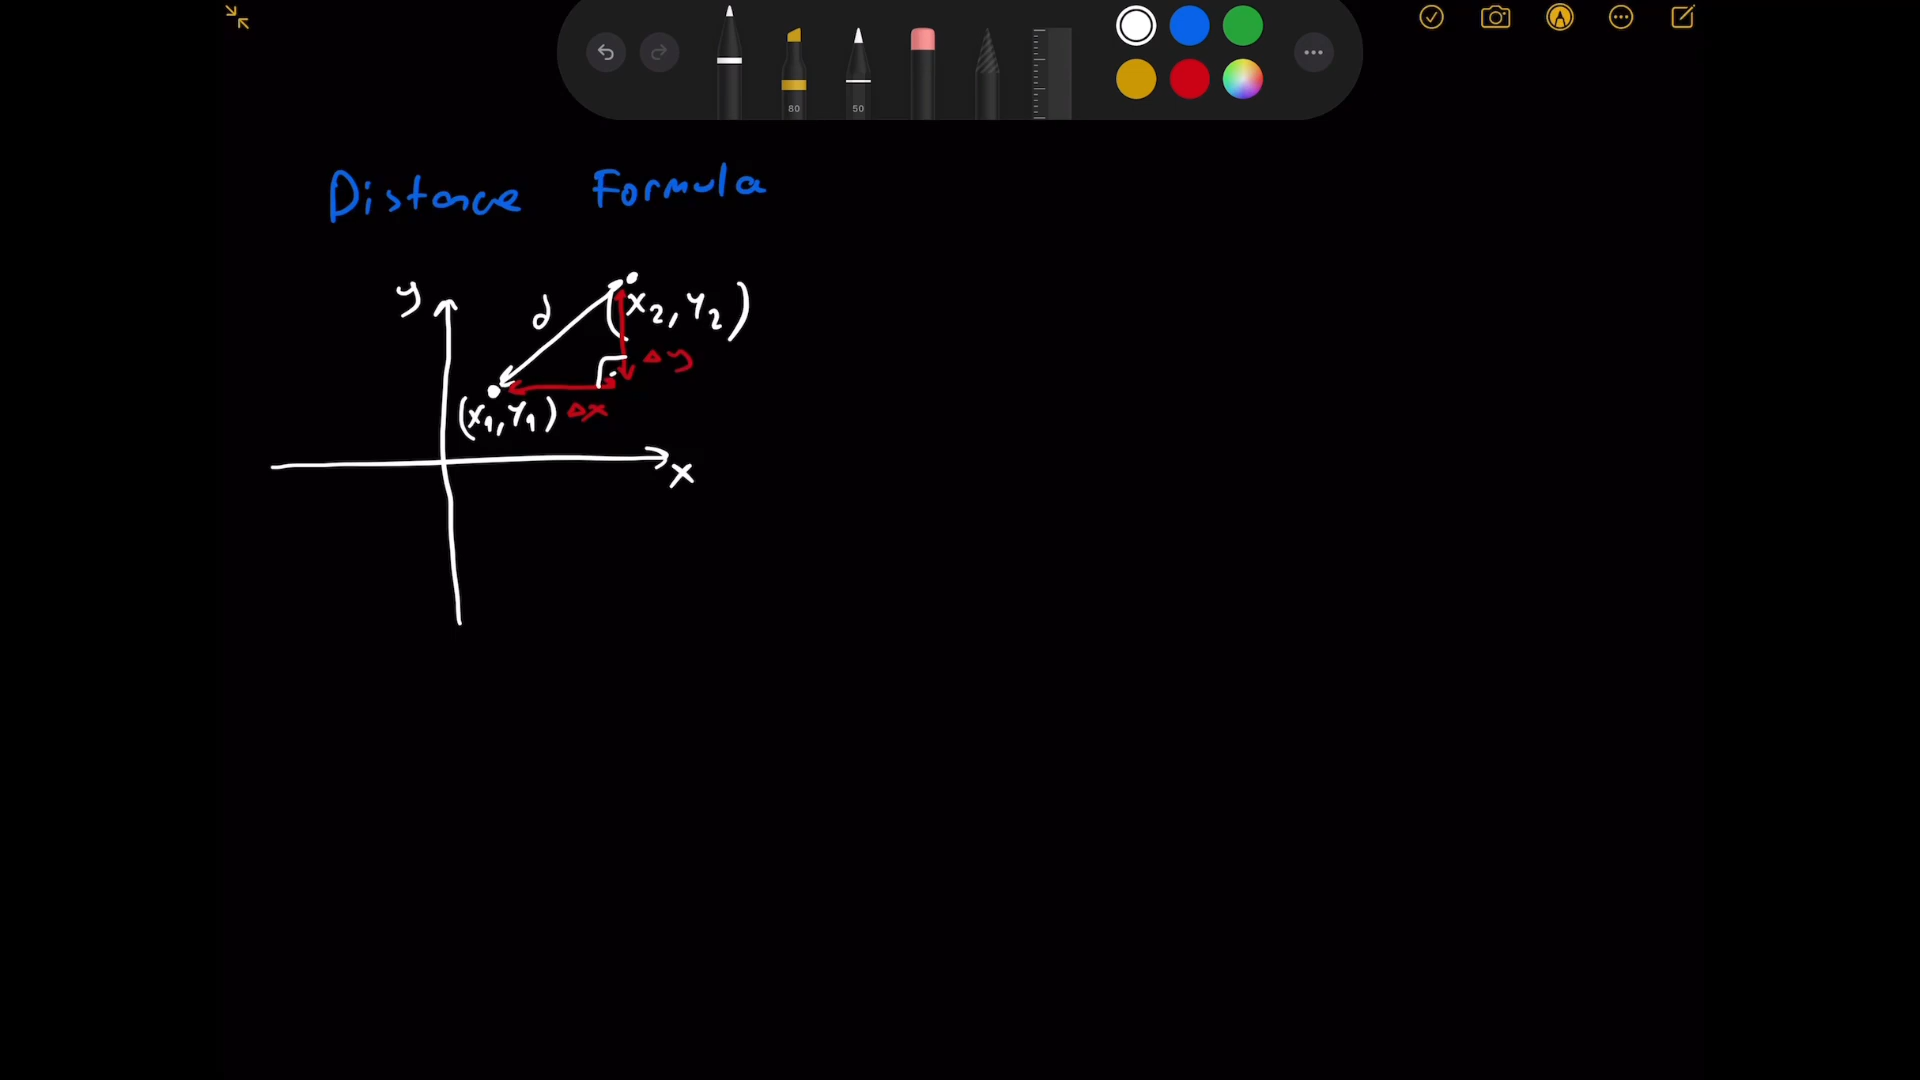 80
50
Distance Formula
y
d
(x₂, y₂)
Δy
(x₁, y₁)
Δx
x